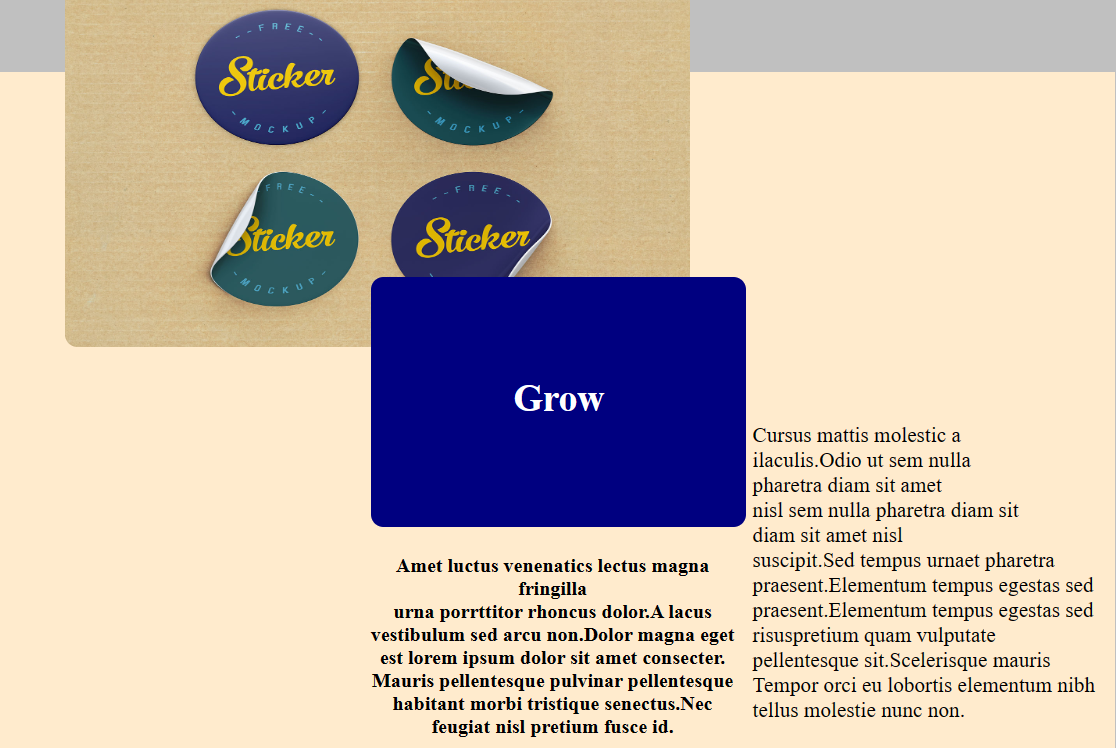 FREE
Sticker
MOCKUP
Sti
MOCKUP
FREE
Sticker
MOCKUP
FREE
Sticker
Grow
Amet luctus venenatics lectus magna
fringilla
urna porrttitor rhoncus dolor.A lacus
vestibulum sed arcu non.Dolor magna eget
est lorem ipsum dolor sit amet consecter.
Mauris pellentesque pulvinar pellentesque
habitant morbi tristique senectus.Nec
feugiat nisl pretium fusce id.
Cursus mattis molestic a
ilaculis.Odio ut sem nulla
pharetra diam sit amet
nisl sem nulla pharetra diam sit
diam sit amet nisl
suscipit.Sed tempus urnaet pharetra
praesent.Elementum tempus egestas sed
praesent.Elementum tempus egestas sed
risuspretium quam vulputate
pellentesque sit.Scelerisque mauris
Tempor orci eu lobortis elementum nibh
tellus molestie nunc non.